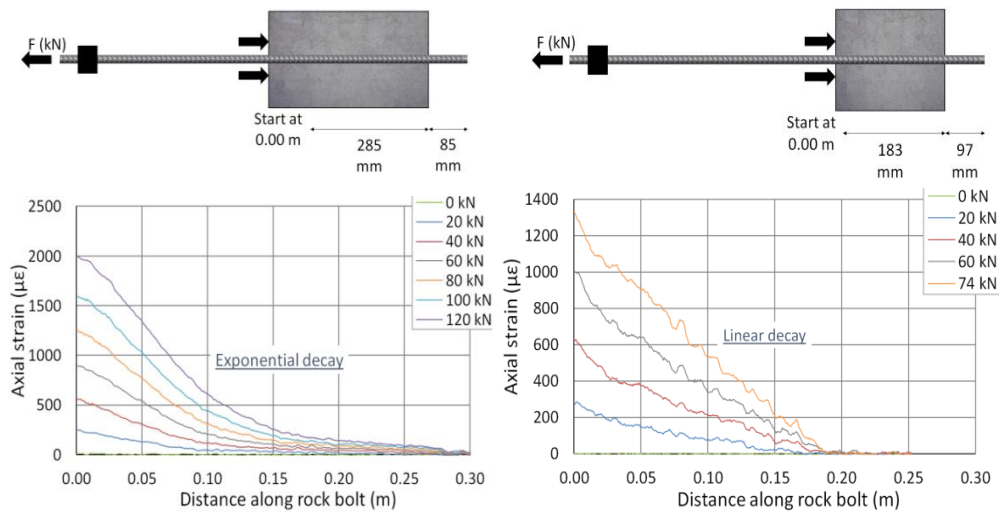 F (kN)
Start at
0.00 m
285
mm
85
mm
2500
2000
1500
1000
500
0
Axial strain (με)
0 kN
20 kN
40 kN
60 kN
80 kN
100 kN
120 kN
Exponential decay
0.00 0.05 0.10 0.15 0.20 0.25 0.30
Distance along rock bolt (m)
F (kN)
Start at
0.00 m
183
mm
97
mm
1400
1200
1000
800
600
400
200
0
Axial strain (με)
0 kN
20 kN
40 kN
60 kN
74 kN
Linear decay
0.00 0.05 0.10 0.15 0.20 0.25 0.30
Distance along rock bolt (m)